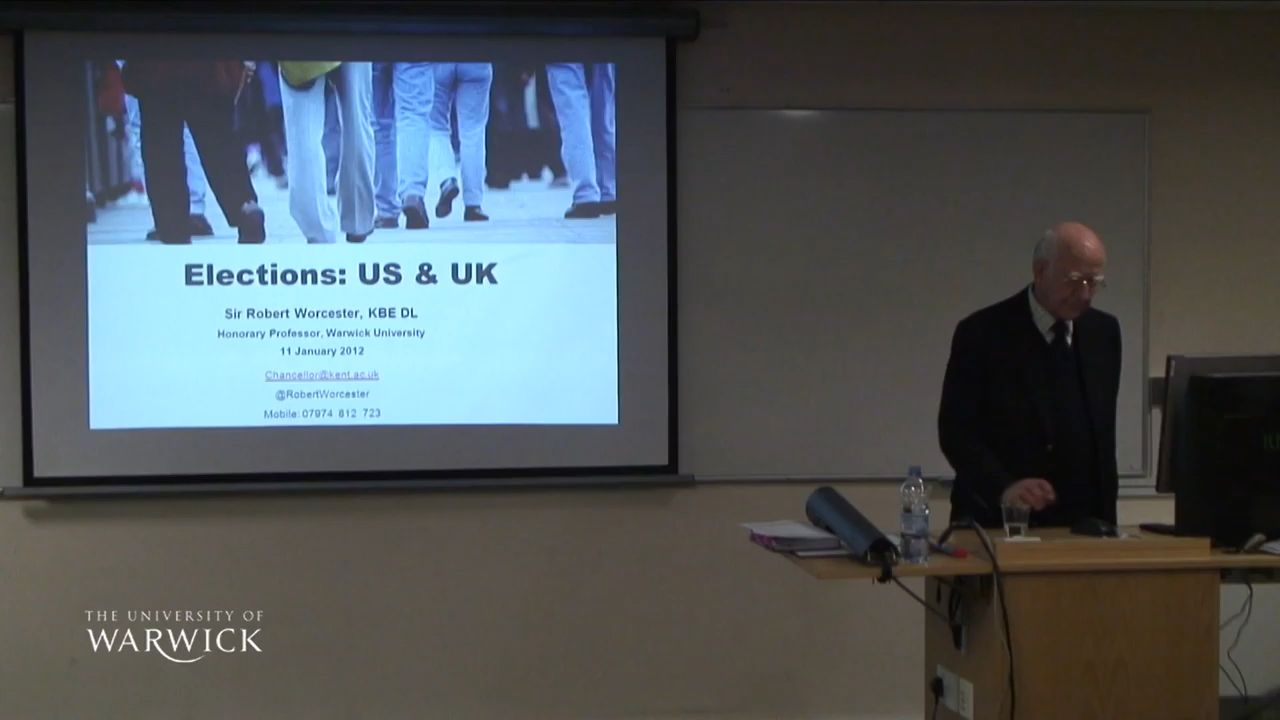 Elections: US & UK
Sir Robert Worcester, KBE DL
Honorary Professor, Warwick University
11 January 2012
Chancellor@kent.ac.uk
@RobertWorcester
Mobile: 07974 812 723
THE UNIVERSITY OF
WARWICK